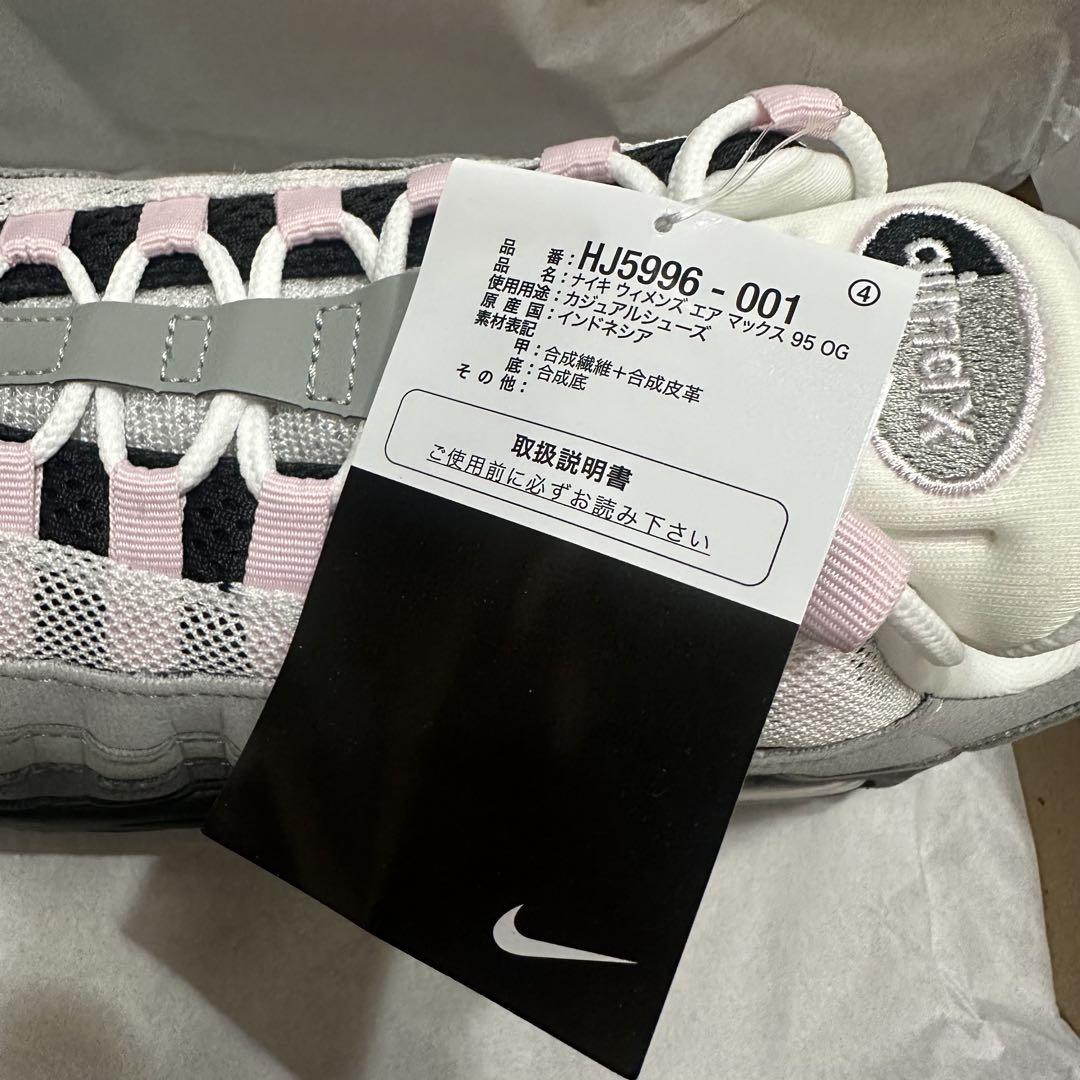 品　番：HJ5996 - 001
④
品　名：ナイキ ウィメンズ エア マックス 95 OG
使用用途：カジュアルシューズ
原産国：インドネシア
素材表記
甲：合成繊維＋合成皮革
底：合成底
その他：
取扱説明書
ご使用前に必ずお読み下さい
airmax